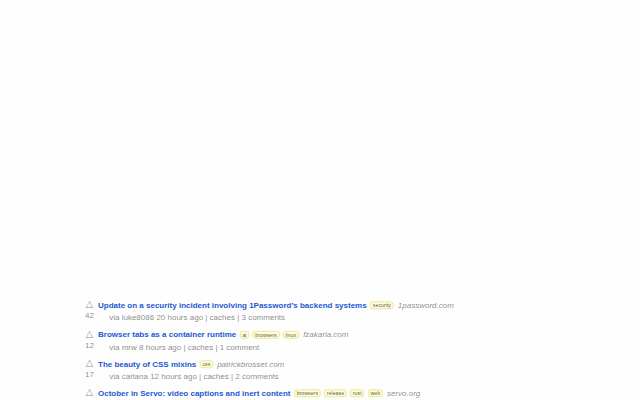 Update on a security incident involving 1Password's backend systems security 1password.com
42 via luke8086 20 hours ago | caches | 3 comments
Browser tabs as a container runtime ai browsers linux fzakaria.com
12 via mrw 8 hours ago | caches | 1 comment
The beauty of CSS mixins css patrickbrosset.com
17 via carlana 12 hours ago | caches | 2 comments
October in Servo: video captions and inert content browsers release rust web servo.org